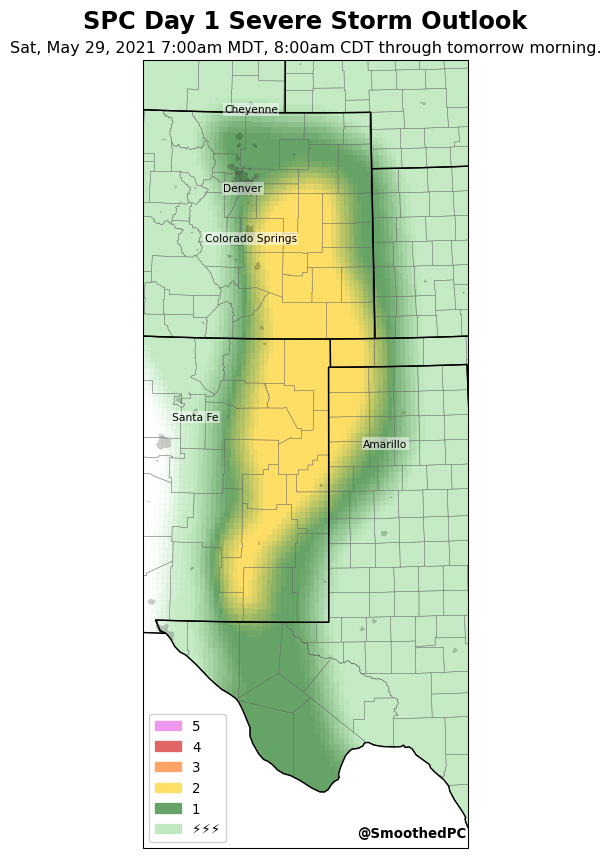 SPC Day 1 Severe Storm Outlook
Sat, May 29, 2021 7:00am MDT, 8:00am CDT through tomorrow morning.
Cheyenne
Denver
Colorado Springs
Santa Fe
Amarillo
5
4
3
2
1
⚡⚡⚡
@SmoothedPC